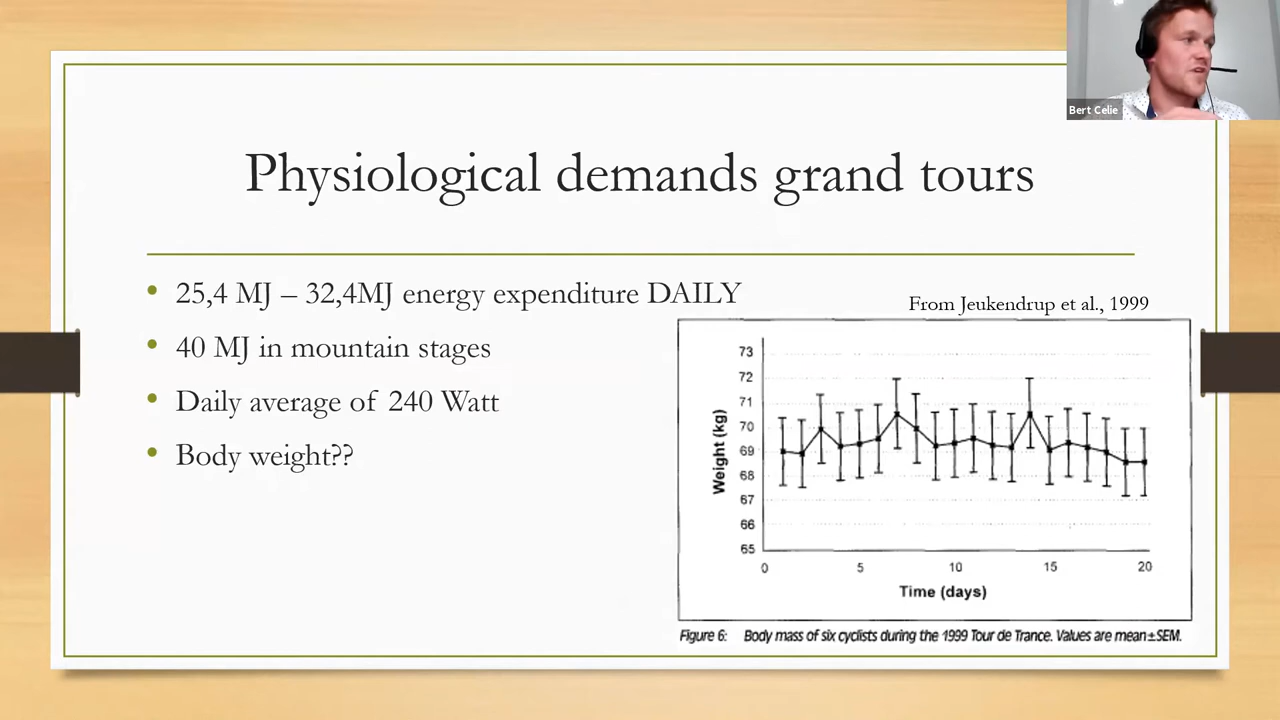 Bert Celie
Physiological demands grand tours
• 25,4 MJ – 32,4MJ energy expenditure DAILY
• 40 MJ in mountain stages
• Daily average of 240 Watt
• Body weight??
From Jeukendrup et al., 1999
73
72
71
70
69
68
67
66
65
Weight (kg)
0 5 10 15 20
Time (days)
Figure 6: Body mass of six cyclists during the 1999 Tour de Trance. Values are mean±SEM.